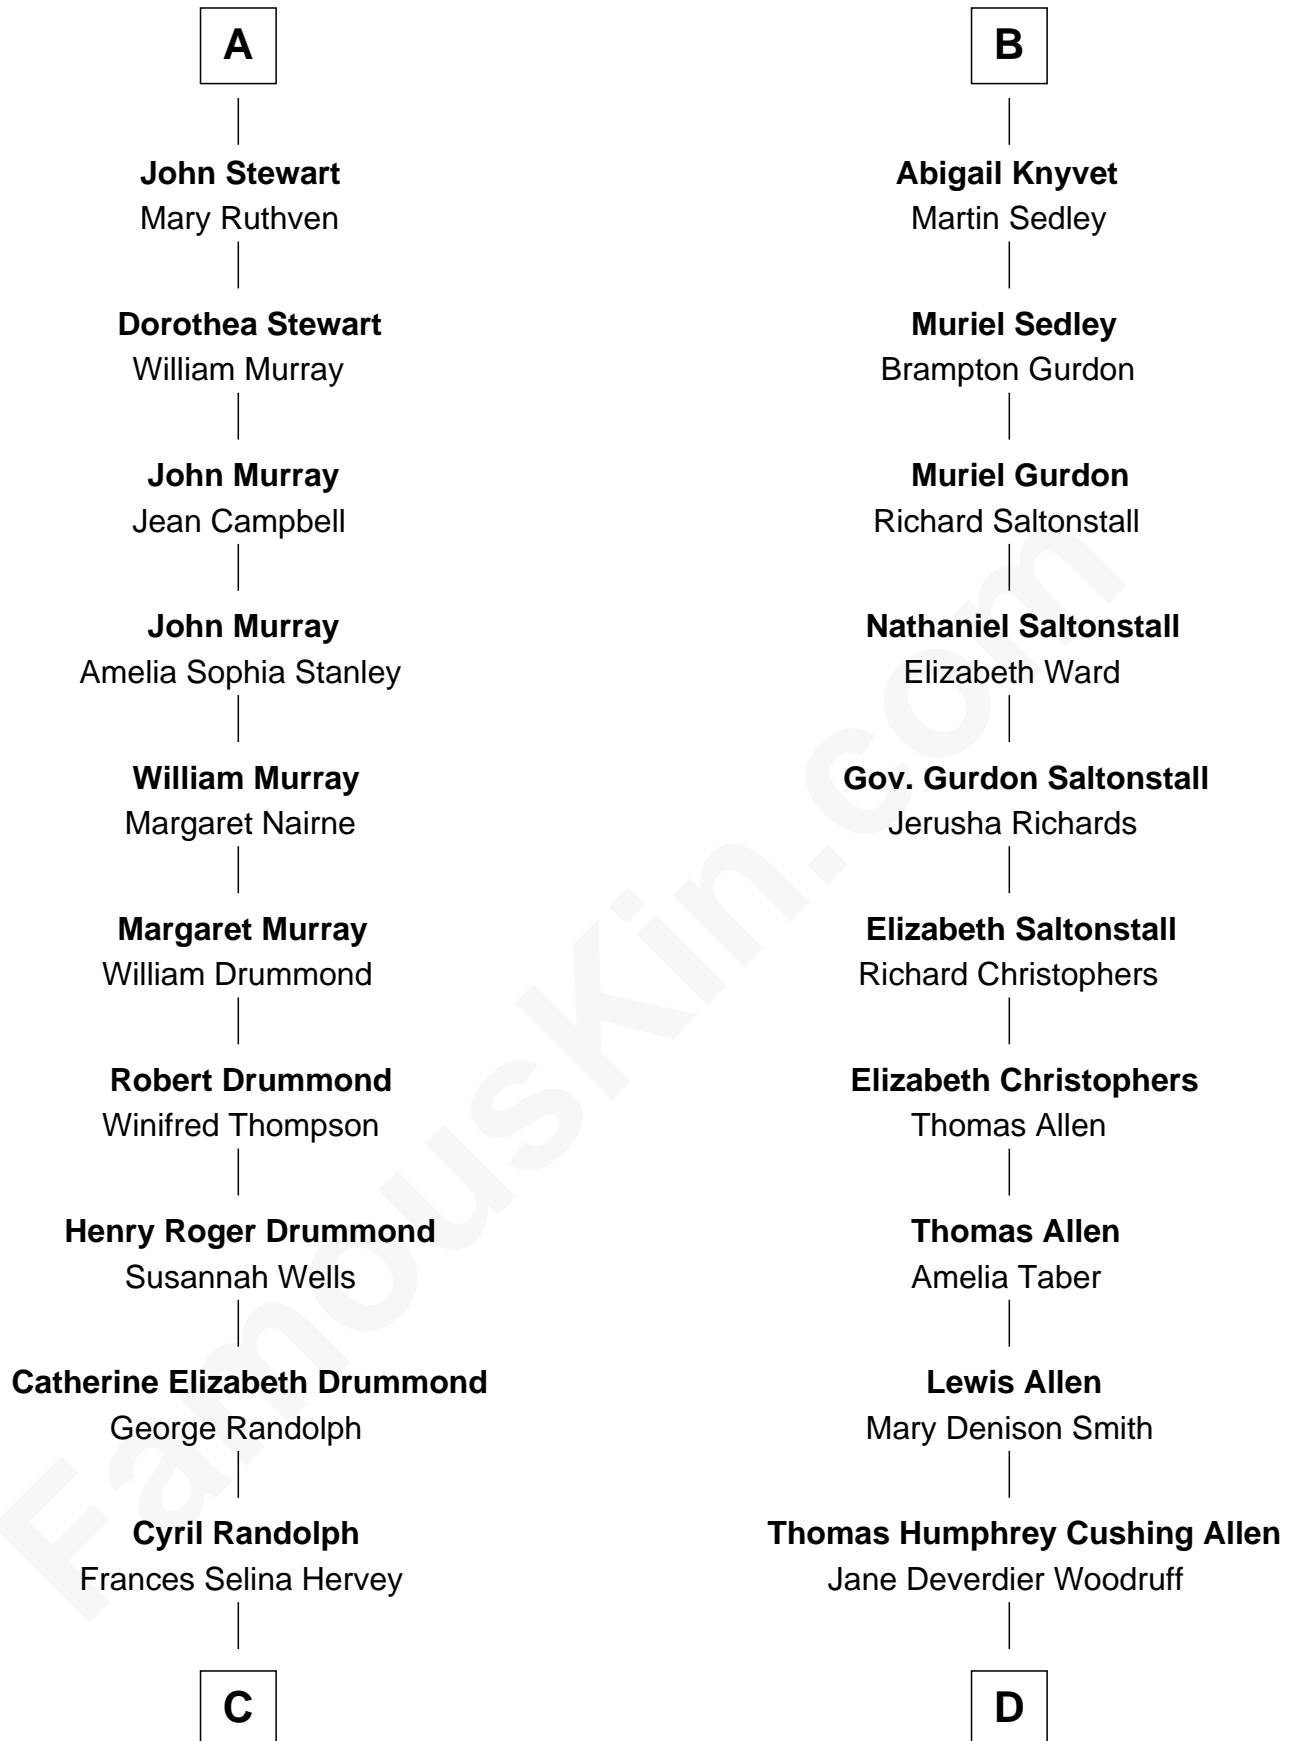 A
John Stewart
Mary Ruthven
Dorothea Stewart
William Murray
John Murray
Jean Campbell
John Murray
Amelia Sophia Stanley
William Murray
Margaret Nairne
Margaret Murray
William Drummond
Robert Drummond
Winifred Thompson
Henry Roger Drummond
Susannah Wells
Catherine Elizabeth Drummond
George Randolph
Cyril Randolph
Frances Selina Hervey
C
B
Abigail Knyvet
Martin Sedley
Muriel Sedley
Brampton Gurdon
Muriel Gurdon
Richard Saltonstall
Nathaniel Saltonstall
Elizabeth Ward
Gov. Gurdon Saltonstall
Jerusha Richards
Elizabeth Saltonstall
Richard Christophers
Elizabeth Christophers
Thomas Allen
Thomas Allen
Amelia Taber
Lewis Allen
Mary Denison Smith
Thomas Humphrey Cushing Allen
Jane Deverdier Woodruff
D
FamousKin.com